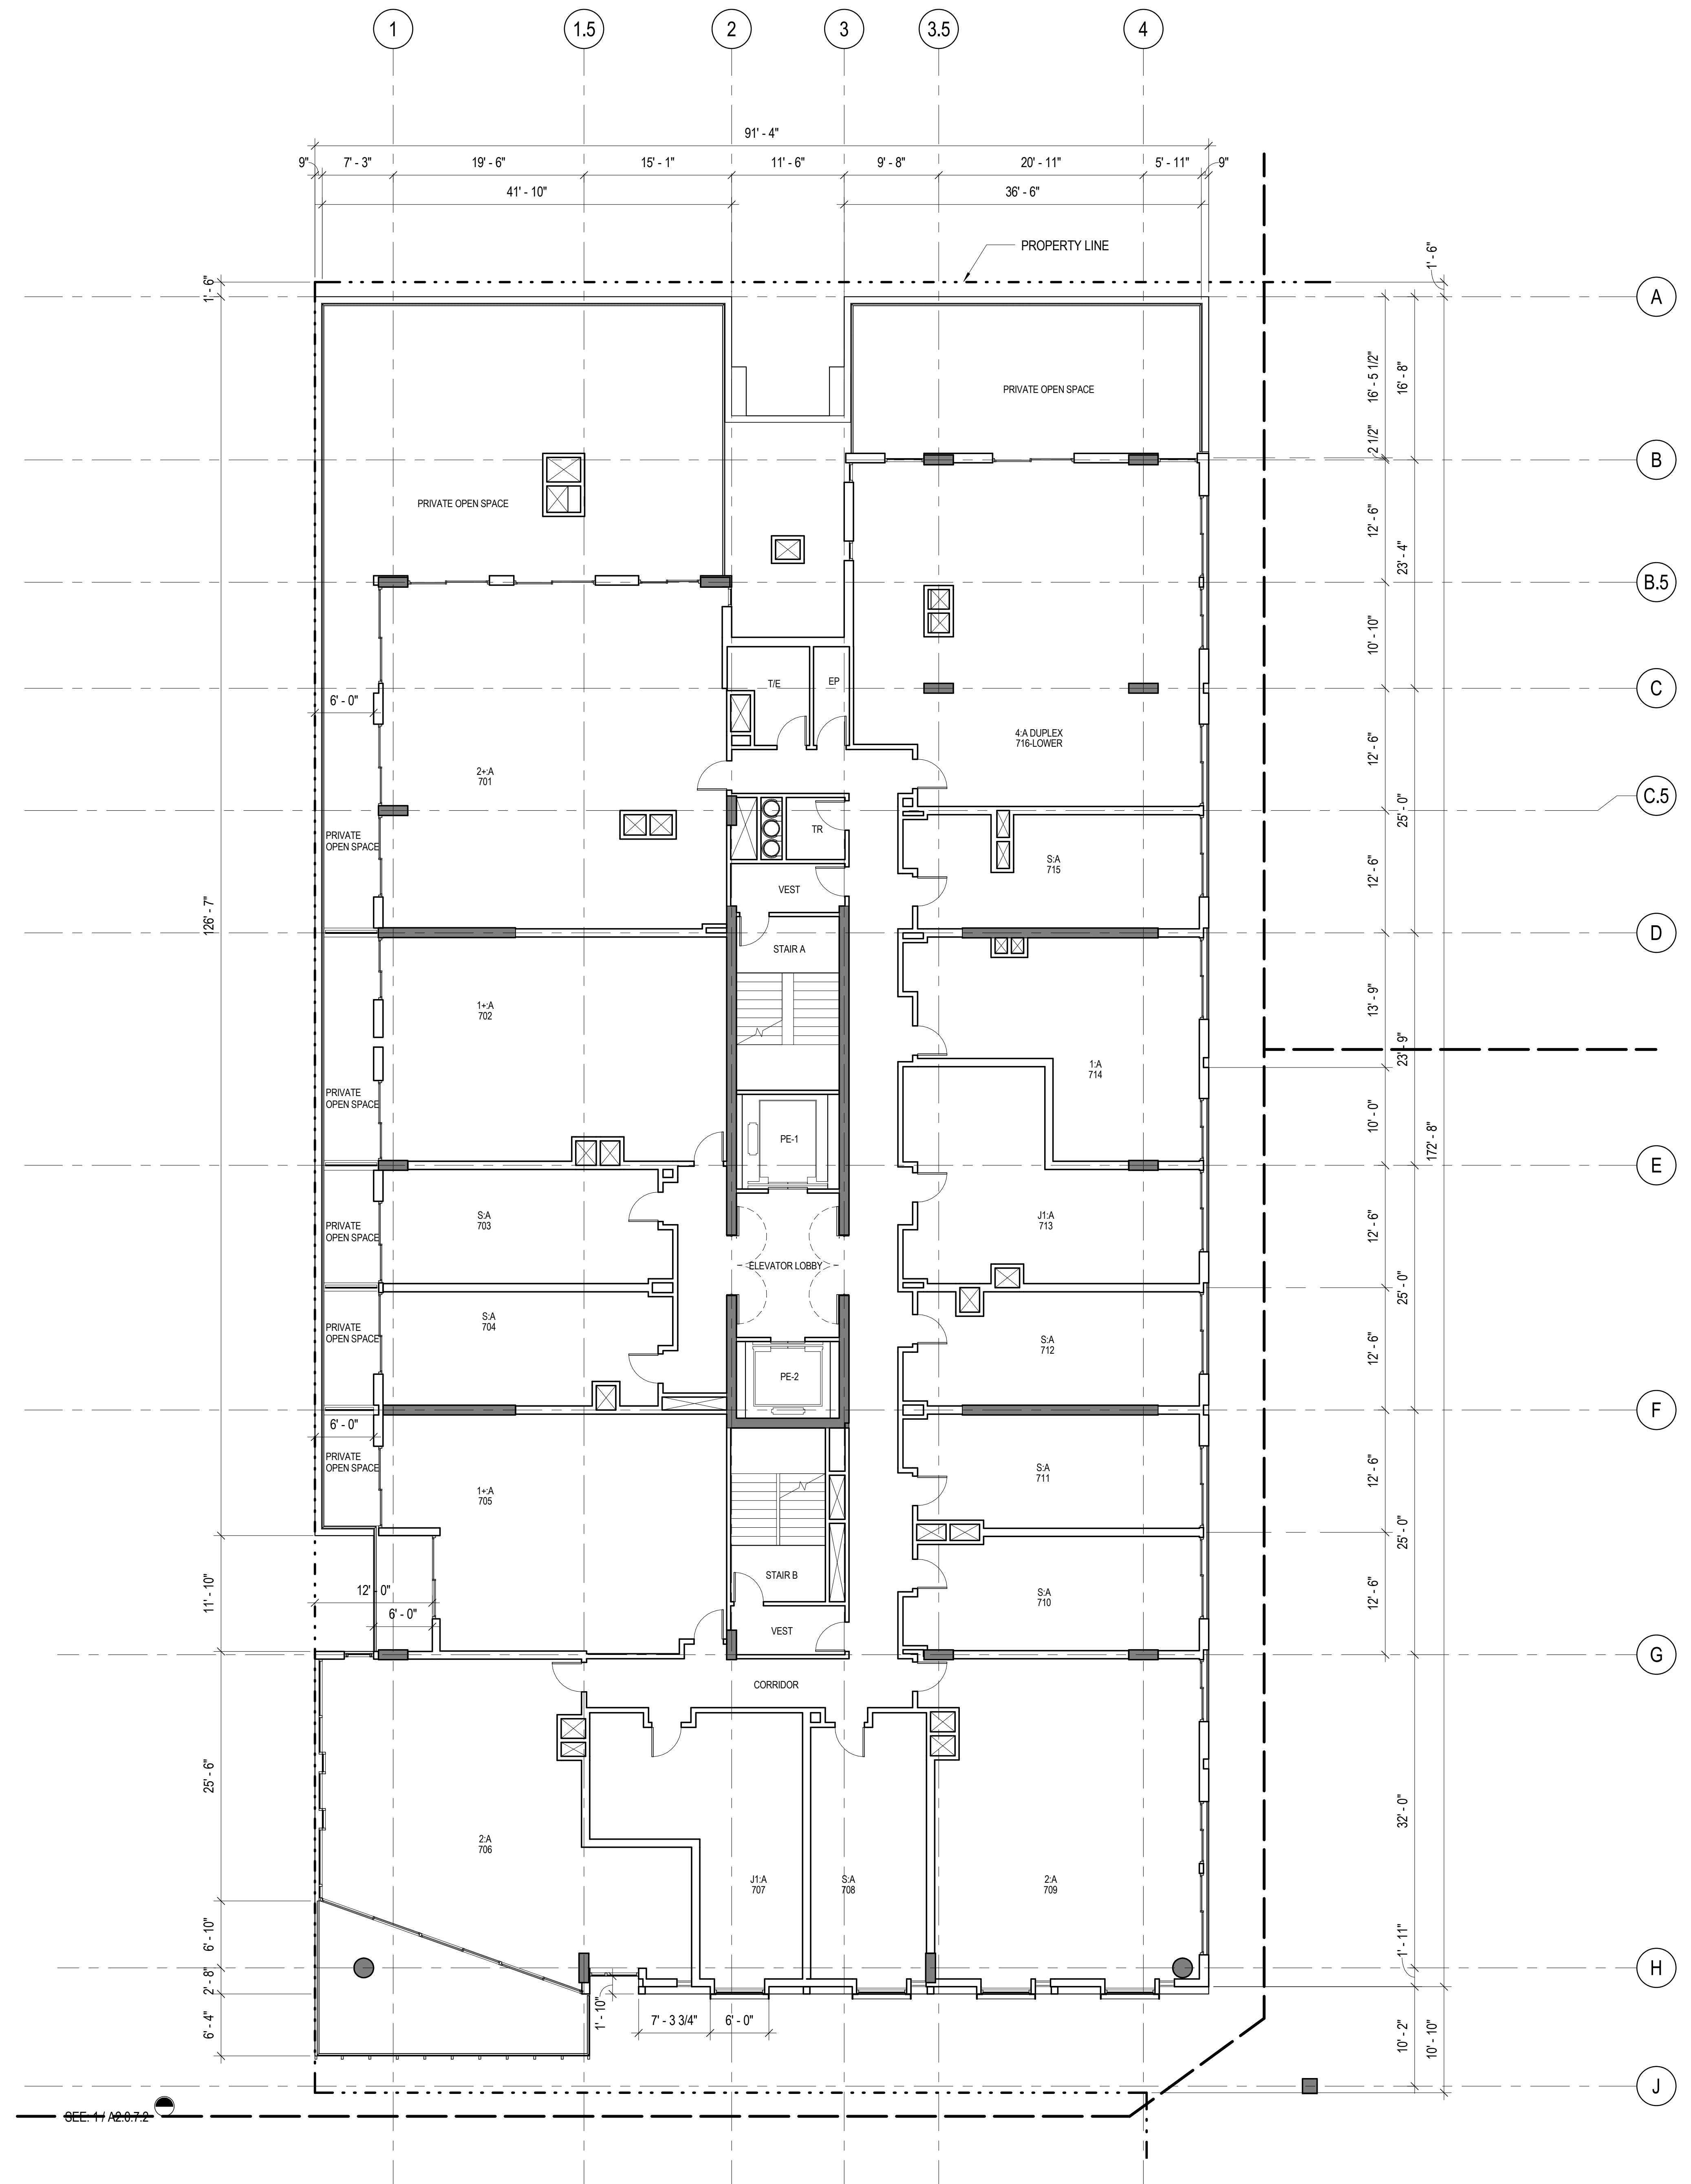 1
1.5
2
3
3.5
4
91' - 4"
9"
7' - 3"
19' - 6"
15' - 1"
11' - 6"
9' - 8"
20' - 11"
5' - 11"
9"
41' - 10"
36' - 6"
PROPERTY LINE
1' - 6"
1' - 6"
A
16' - 5 1/2"
16' - 8"
PRIVATE OPEN SPACE
2 1/2"
B
PRIVATE OPEN SPACE
12' - 6"
23' - 4"
B.5
10' - 10"
T/E
EP
C
6' - 0"
4:A DUPLEX
716-LOWER
12' - 6"
2+:A
701
C.5
25' - 0"
PRIVATE
OPEN SPACE
TR
S:A
715
12' - 6"
VEST
126' - 7"
D
STAIR A
1+:A
702
13' - 9"
23' - 9"
1:A
714
PRIVATE
OPEN SPACE
10' - 0"
PE-1
172' - 8"
E
S:A
703
J1:A
713
PRIVATE
OPEN SPACE
12' - 6"
ELEVATOR LOBBY
25' - 0"
S:A
704
PRIVATE
OPEN SPACE
S:A
712
12' - 6"
PE-2
F
6' - 0"
PRIVATE
OPEN SPACE
S:A
711
12' - 6"
1+:A
705
25' - 0"
11' - 10"
12' - 0"
STAIR B
S:A
710
12' - 6"
6' - 0"
VEST
G
CORRIDOR
25' - 6"
32' - 0"
2:A
706
J1:A
707
S:A
708
2:A
709
6' - 10"
1' - 11"
H
2' - 8"
1' - 10"
6' - 4"
7' - 3 3/4"
6' - 0"
10' - 2"
10' - 10"
J
SEE: 1 / A2.0.7.2